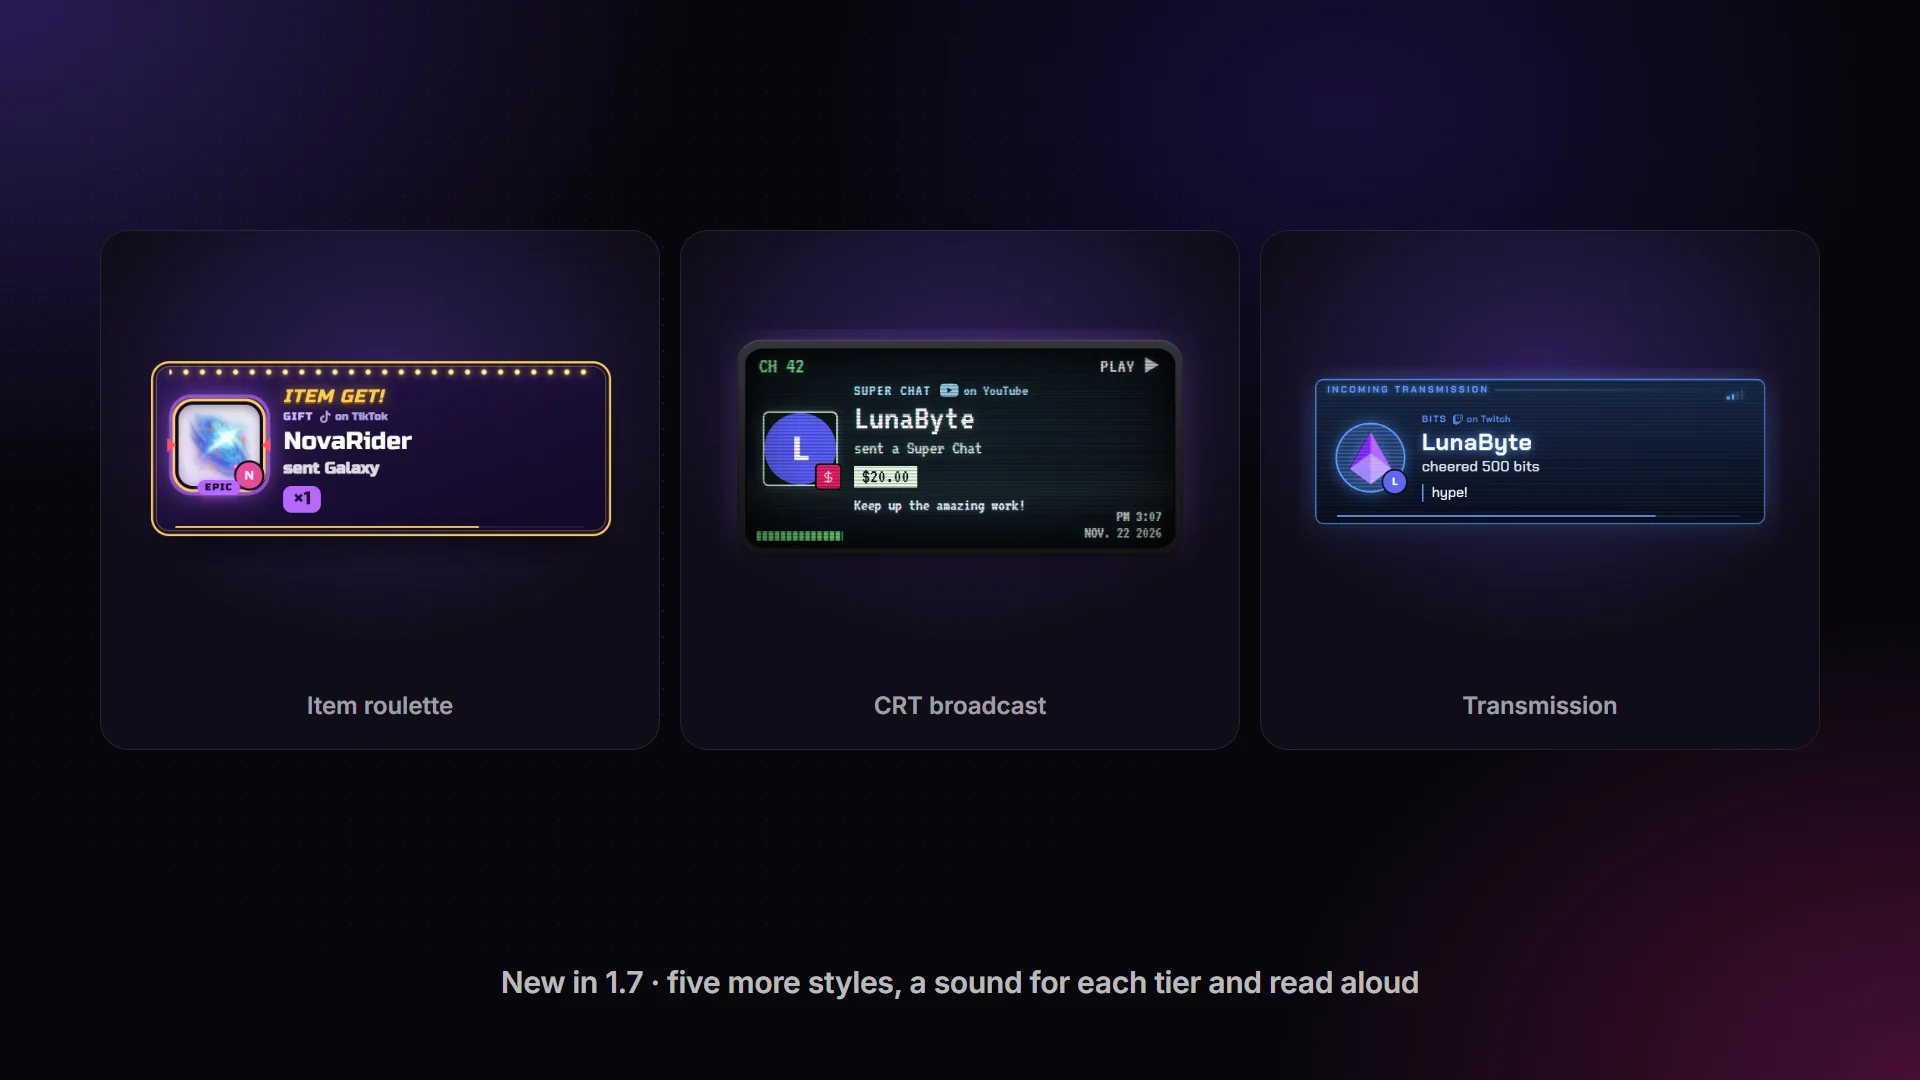 ITEM GET!
GIFT on TikTok
NovaRider
sent Galaxy
N
EPIC
×1
Item roulette
CH 42
PLAY
SUPER CHAT on YouTube
LunaByte
sent a Super Chat
L
$
$20.00
Keep up the amazing work!
PM 3:07
NOV. 22 2026
CRT broadcast
INCOMING TRANSMISSION
BITS on Twitch
LunaByte
cheered 500 bits
L
hype!
Transmission
New in 1.7 · five more styles, a sound for each tier and read aloud